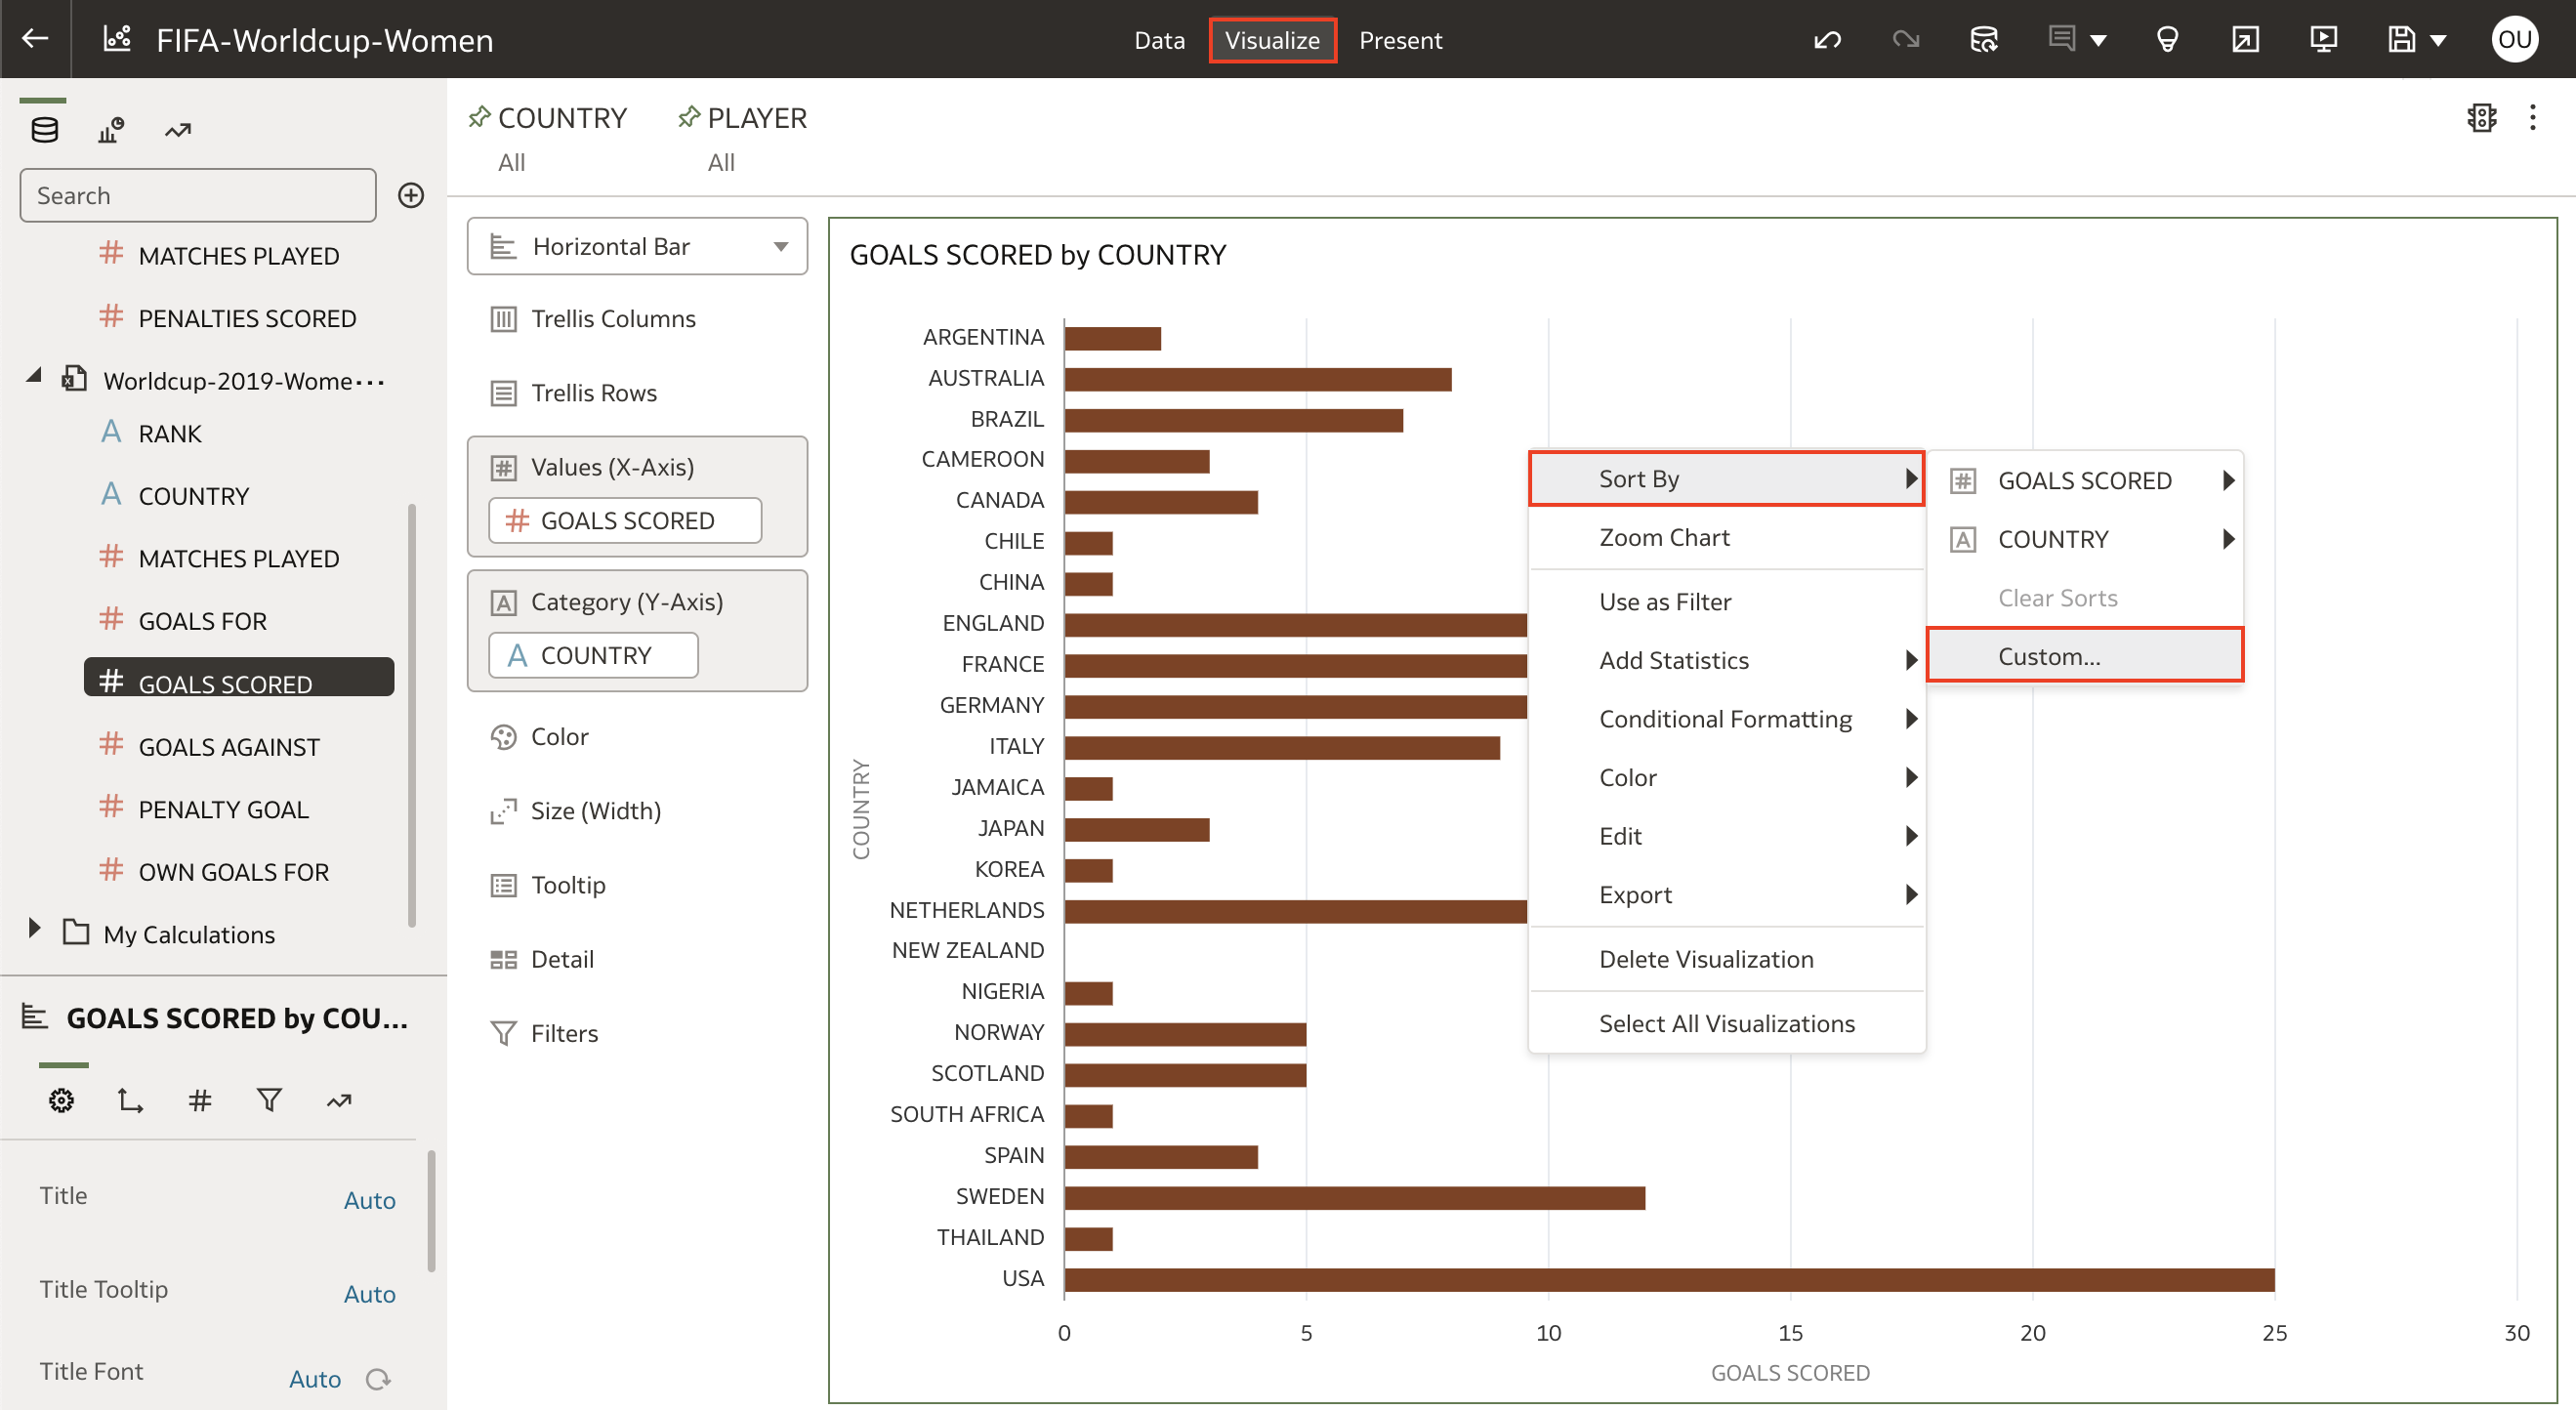 FIFA-Worldcup-Women
Data
Visualize
Present
OU
COUNTRY
All
PLAYER
All
Search
# MATCHES PLAYED
# PENALTIES SCORED
Worldcup-2019-Wome...
A RANK
A COUNTRY
# MATCHES PLAYED
# GOALS FOR
# GOALS SCORED
# GOALS AGAINST
# PENALTY GOAL
# OWN GOALS FOR
My Calculations
GOALS SCORED by COU...
#
Title
Auto
Title Tooltip
Auto
Title Font
Auto
Horizontal Bar
Trellis Columns
Trellis Rows
# Values (X-Axis)
# GOALS SCORED
A Category (Y-Axis)
A COUNTRY
Color
Size (Width)
Tooltip
Detail
Filters
GOALS SCORED by COUNTRY
COUNTRY
ARGENTINA
AUSTRALIA
BRAZIL
CAMEROON
CANADA
CHILE
CHINA
ENGLAND
FRANCE
GERMANY
ITALY
JAMAICA
JAPAN
KOREA
NETHERLANDS
NEW ZEALAND
NIGERIA
NORWAY
SCOTLAND
SOUTH AFRICA
SPAIN
SWEDEN
THAILAND
USA
0 5 10 15 20 25 30
GOALS SCORED
Sort By
Zoom Chart
Use as Filter
Add Statistics
Conditional Formatting
Color
Edit
Export
Delete Visualization
Select All Visualizations
# GOALS SCORED
A COUNTRY
Clear Sorts
Custom...